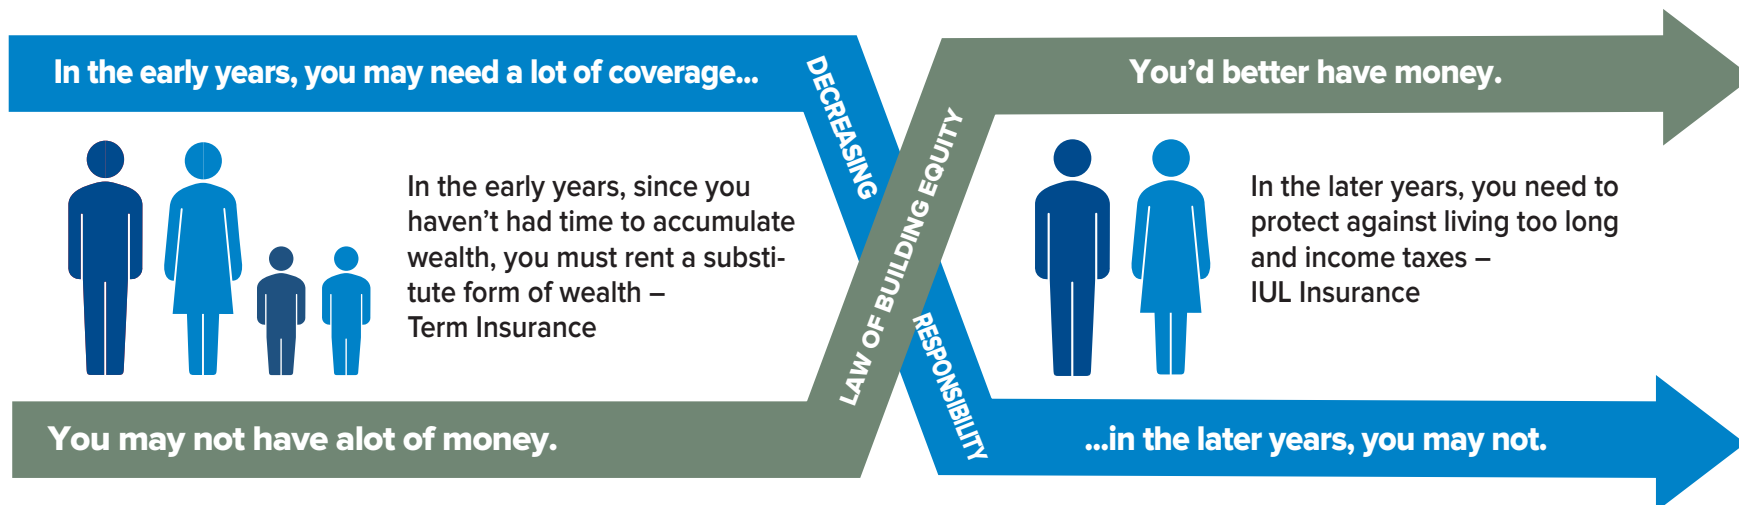 In the early years, you may need a lot of coverage...
In the early years, since you
haven’t had time to accumulate
wealth, you must rent a substi-
tute form of wealth –
Term Insurance
You may not have alot of money.
DECREASING
RESPONSIBILITY
LAW OF BUILDING EQUITY
You’d better have money.
In the later years, you need to
protect against living too long
and income taxes –
IUL Insurance
...in the later years, you may not.